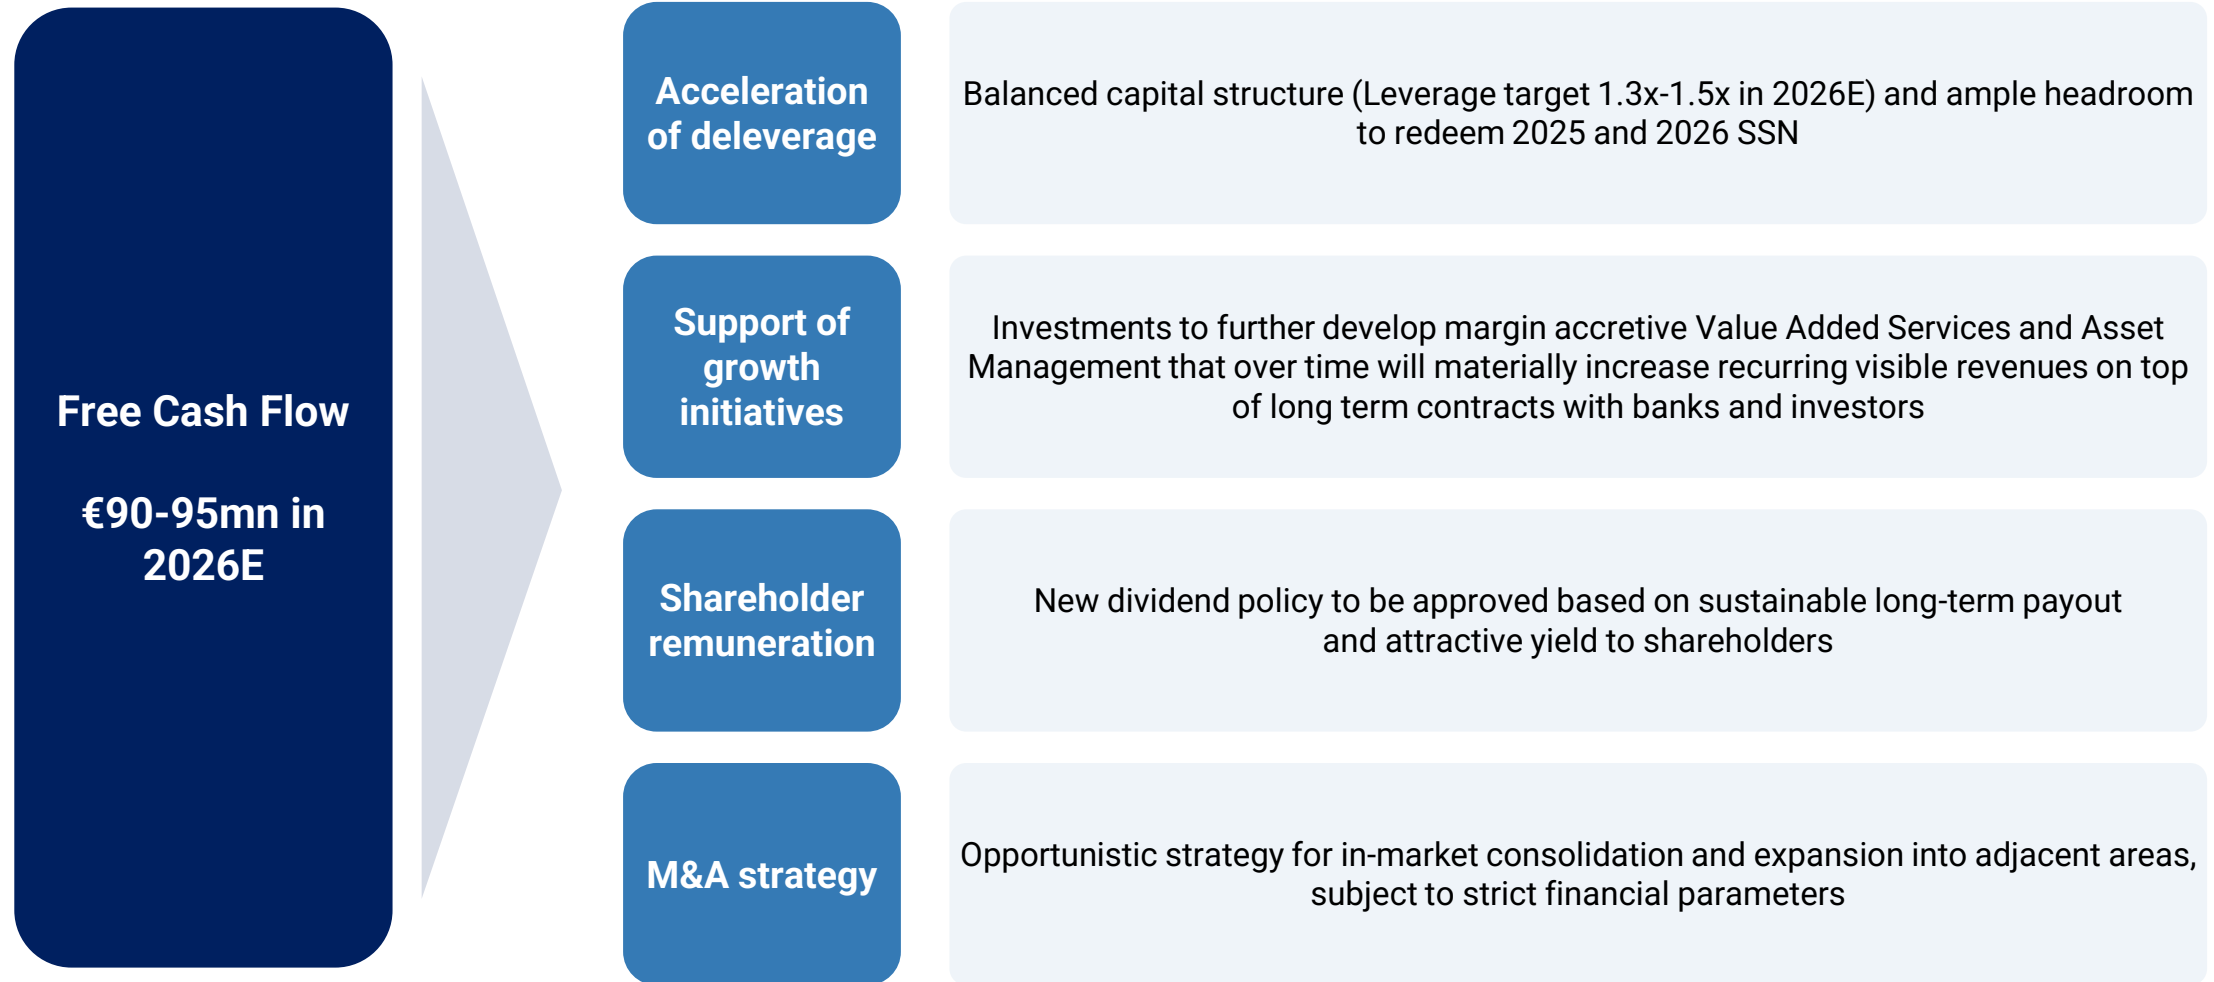 Free Cash Flow
€90-95mn in
2026E
Acceleration
of deleverage
Balanced capital structure (Leverage target 1.3x-1.5x in 2026E) and ample headroom
to redeem 2025 and 2026 SSN
Support of
growth
initiatives
Investments to further develop margin accretive Value Added Services and Asset
Management that over time will materially increase recurring visible revenues on top
of long term contracts with banks and investors
Shareholder
remuneration
New dividend policy to be approved based on sustainable long-term payout
and attractive yield to shareholders
M&A strategy
Opportunistic strategy for in-market consolidation and expansion into adjacent areas,
subject to strict financial parameters